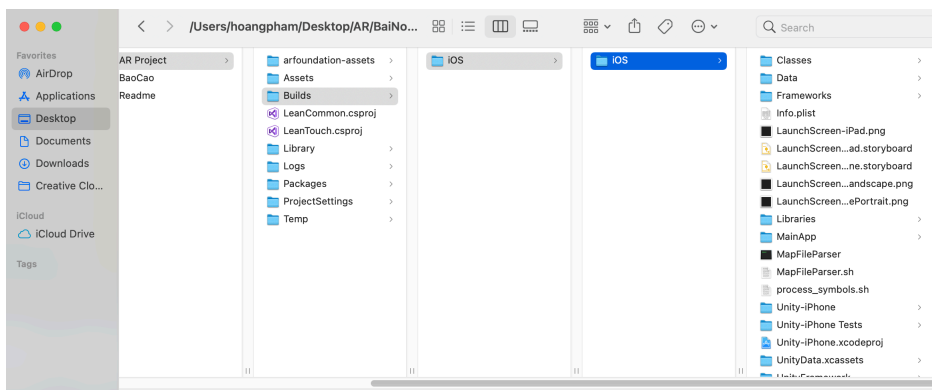 /Users/hoangpham/Desktop/AR/BaiNo...
Search
Favorites
AirDrop
Applications
Desktop
Documents
Downloads
Creative Clo...
iCloud
iCloud Drive
Tags
AR Project
BaoCao
Readme
arfoundation-assets
Assets
Builds
LeanCommon.csproj
LeanTouch.csproj
Library
Logs
Packages
ProjectSettings
Temp
iOS
iOS
Classes
Data
Frameworks
Info.plist
LaunchScreen-iPad.png
LaunchScreen...ad.storyboard
LaunchScreen...ne.storyboard
LaunchScreen...andscape.png
LaunchScreen...ePortrait.png
Libraries
MainApp
MapFileParser
MapFileParser.sh
process_symbols.sh
Unity-iPhone
Unity-iPhone Tests
Unity-iPhone.xcodeproj
UnityData.xcassets
UnityFramework